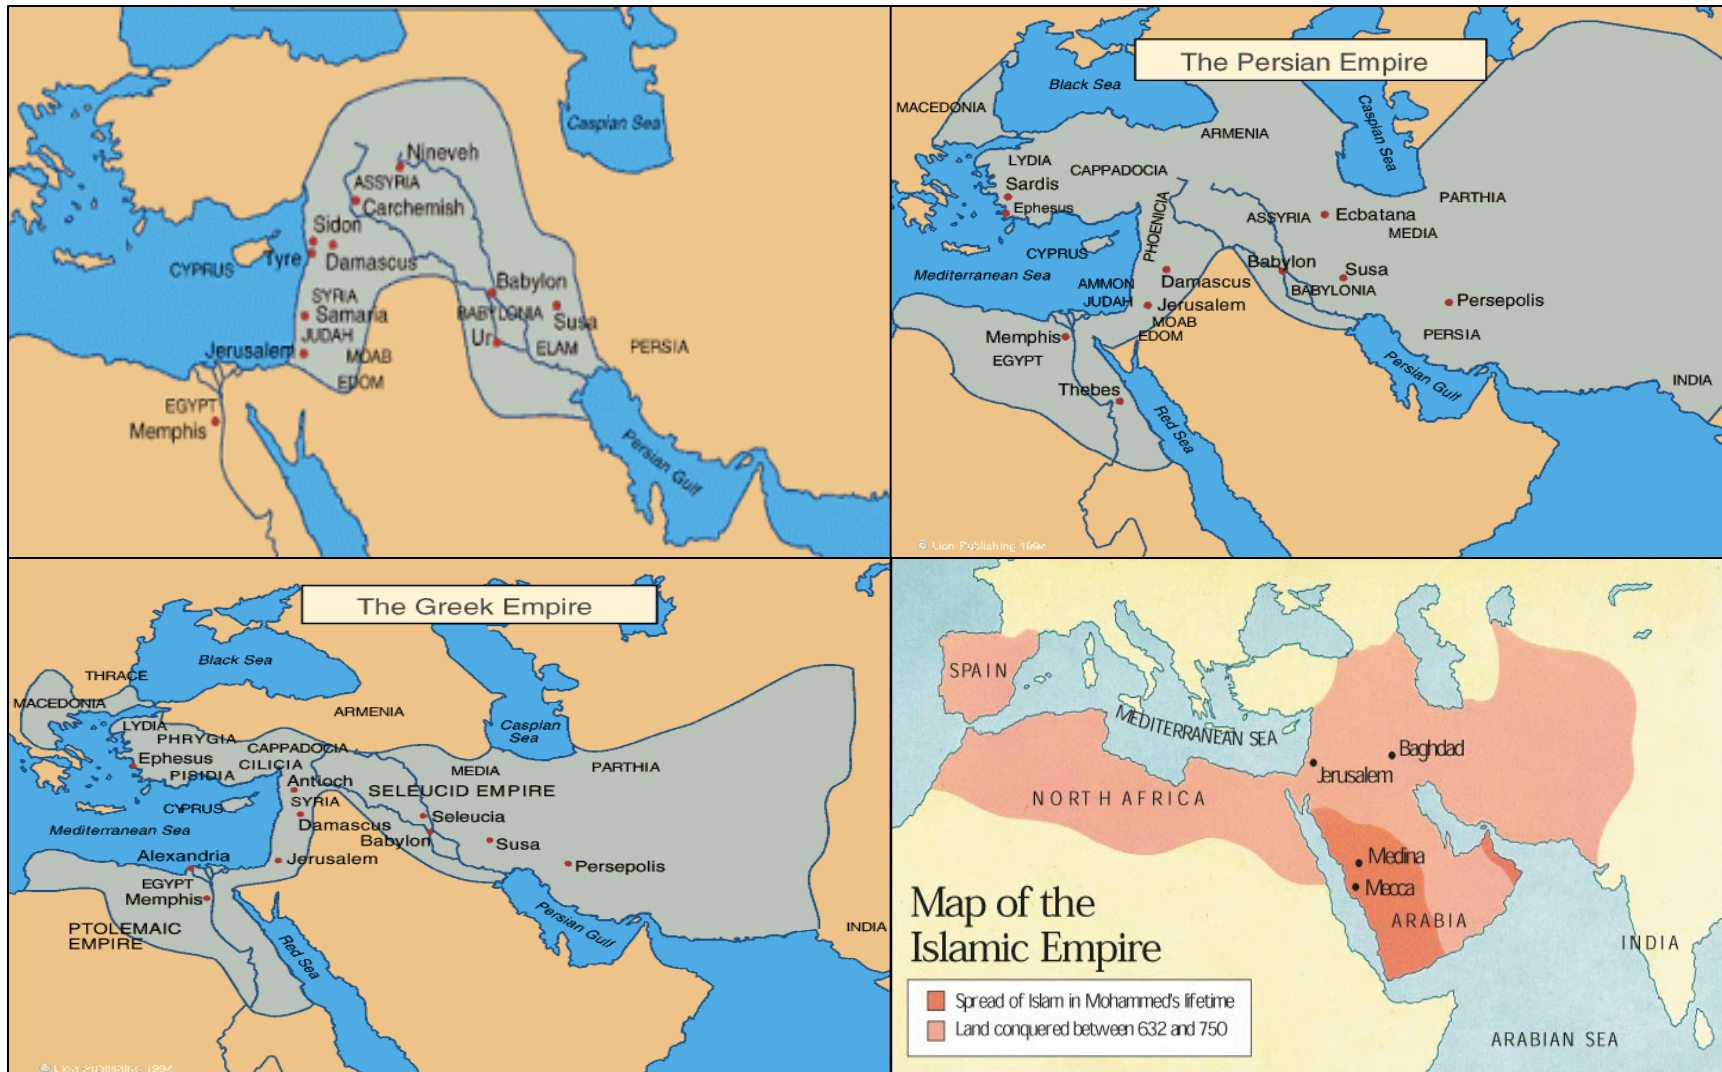 Caspian Sea
Nineveh
ASSYRIA
Carchemish
Sidon
CYPRUS
Tyre
Damascus
Babylon
SYRIA
Samaria
BABYLONIA
Susa
JUDAH
Ur
Jerusalem
MOAB
ELAM
PERSIA
EDOM
EGYPT
Memphis
Persian Gulf
The Persian Empire
Black Sea
MACEDONIA
Caspian Sea
ARMENIA
LYDIA
CAPPADOCIA
Sardis
PARTHIA
Ephesus
PHOENICIA
ASSYRIA
Ecbatana
MEDIA
CYPRUS
Babylon
Mediterranean Sea
Susa
AMMON
Damascus
BABYLONIA
JUDAH
Jerusalem
Persepolis
MOAB
Memphis
EDOM
PERSIA
EGYPT
Persian Gulf
INDIA
Thebes
Red Sea
© Lion Publishing 199
The Greek Empire
Black Sea
THRACE
MACEDONIA
ARMENIA
LYDIA
Caspian
Sea
PHRYGIA
CAPPADOCIA
Ephesus
CILICIA
PISIDIA
MEDIA
PARTHIA
Antioch
SELEUCID EMPIRE
CYPRUS
SYRIA
Seleucia
Mediterranean Sea
Damascus
Babylon
Susa
Alexandria
Jerusalem
Persepolis
EGYPT
Memphis
PTOLEMAIC
EMPIRE
Persian Gulf
INDIA
Red Sea
© Lion Publishing 199
SPAIN
MEDITERRANEAN SEA
Baghdad
Jerusalem
NORTH AFRICA
Medina
Mecca
ARABIA
INDIA
Map of the
Islamic Empire
Spread of Islam in Mohammed's lifetime
Land conquered between 632 and 750
ARABIAN SEA